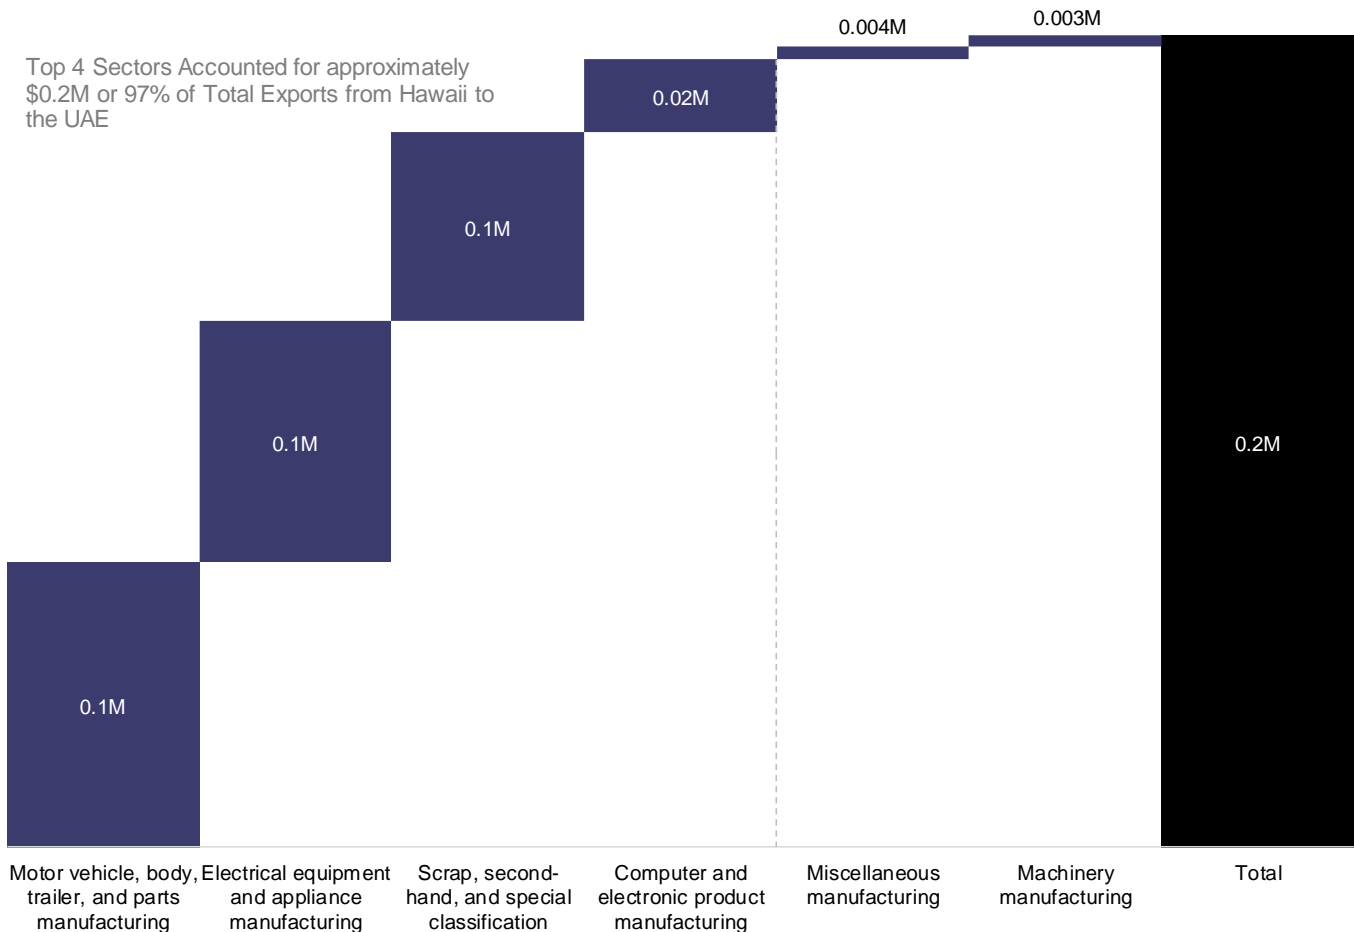 0.004M
0.003M
Top 4 Sectors Accounted for approximately
$0.2M or 97% of Total Exports from Hawaii to
the UAE
0.02M
0.1M
0.1M
0.2M
0.1M
Motor vehicle, body,
trailer, and parts
manufacturing
Electrical equipment
and appliance
manufacturing
Scrap, second-
hand, and special
classification
Computer and
electronic product
manufacturing
Miscellaneous
manufacturing
Machinery
manufacturing
Total